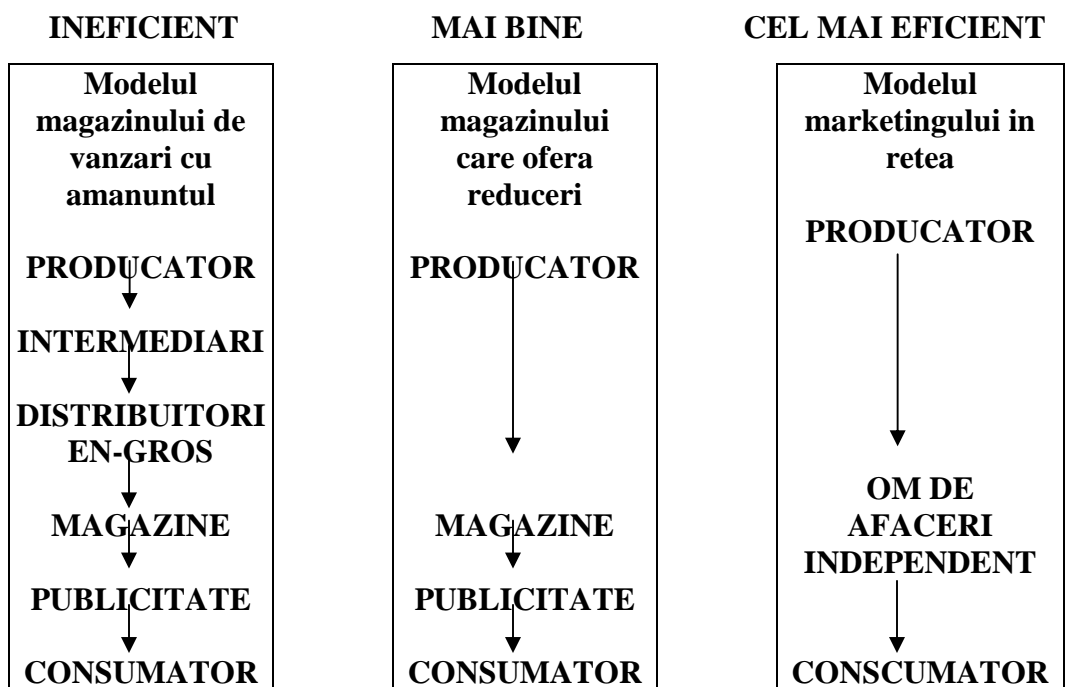 INEFICIENT
Modelul
magazinului de
vanzari cu
amanuntul
PRODUCATOR
INTERMEDIARI
DISTRIBUITORI
EN-GROS
MAGAZINE
PUBLICITATE
CONSUMATOR
MAI BINE
Modelul
magazinului
care ofera
reduceri
PRODUCATOR
MAGAZINE
PUBLICITATE
CONSUMATOR
CEL MAI EFICIENT
Modelul
marketingului in
retea
PRODUCATOR
OM DE
AFACERI
INDEPENDENT
CONSCUMATOR